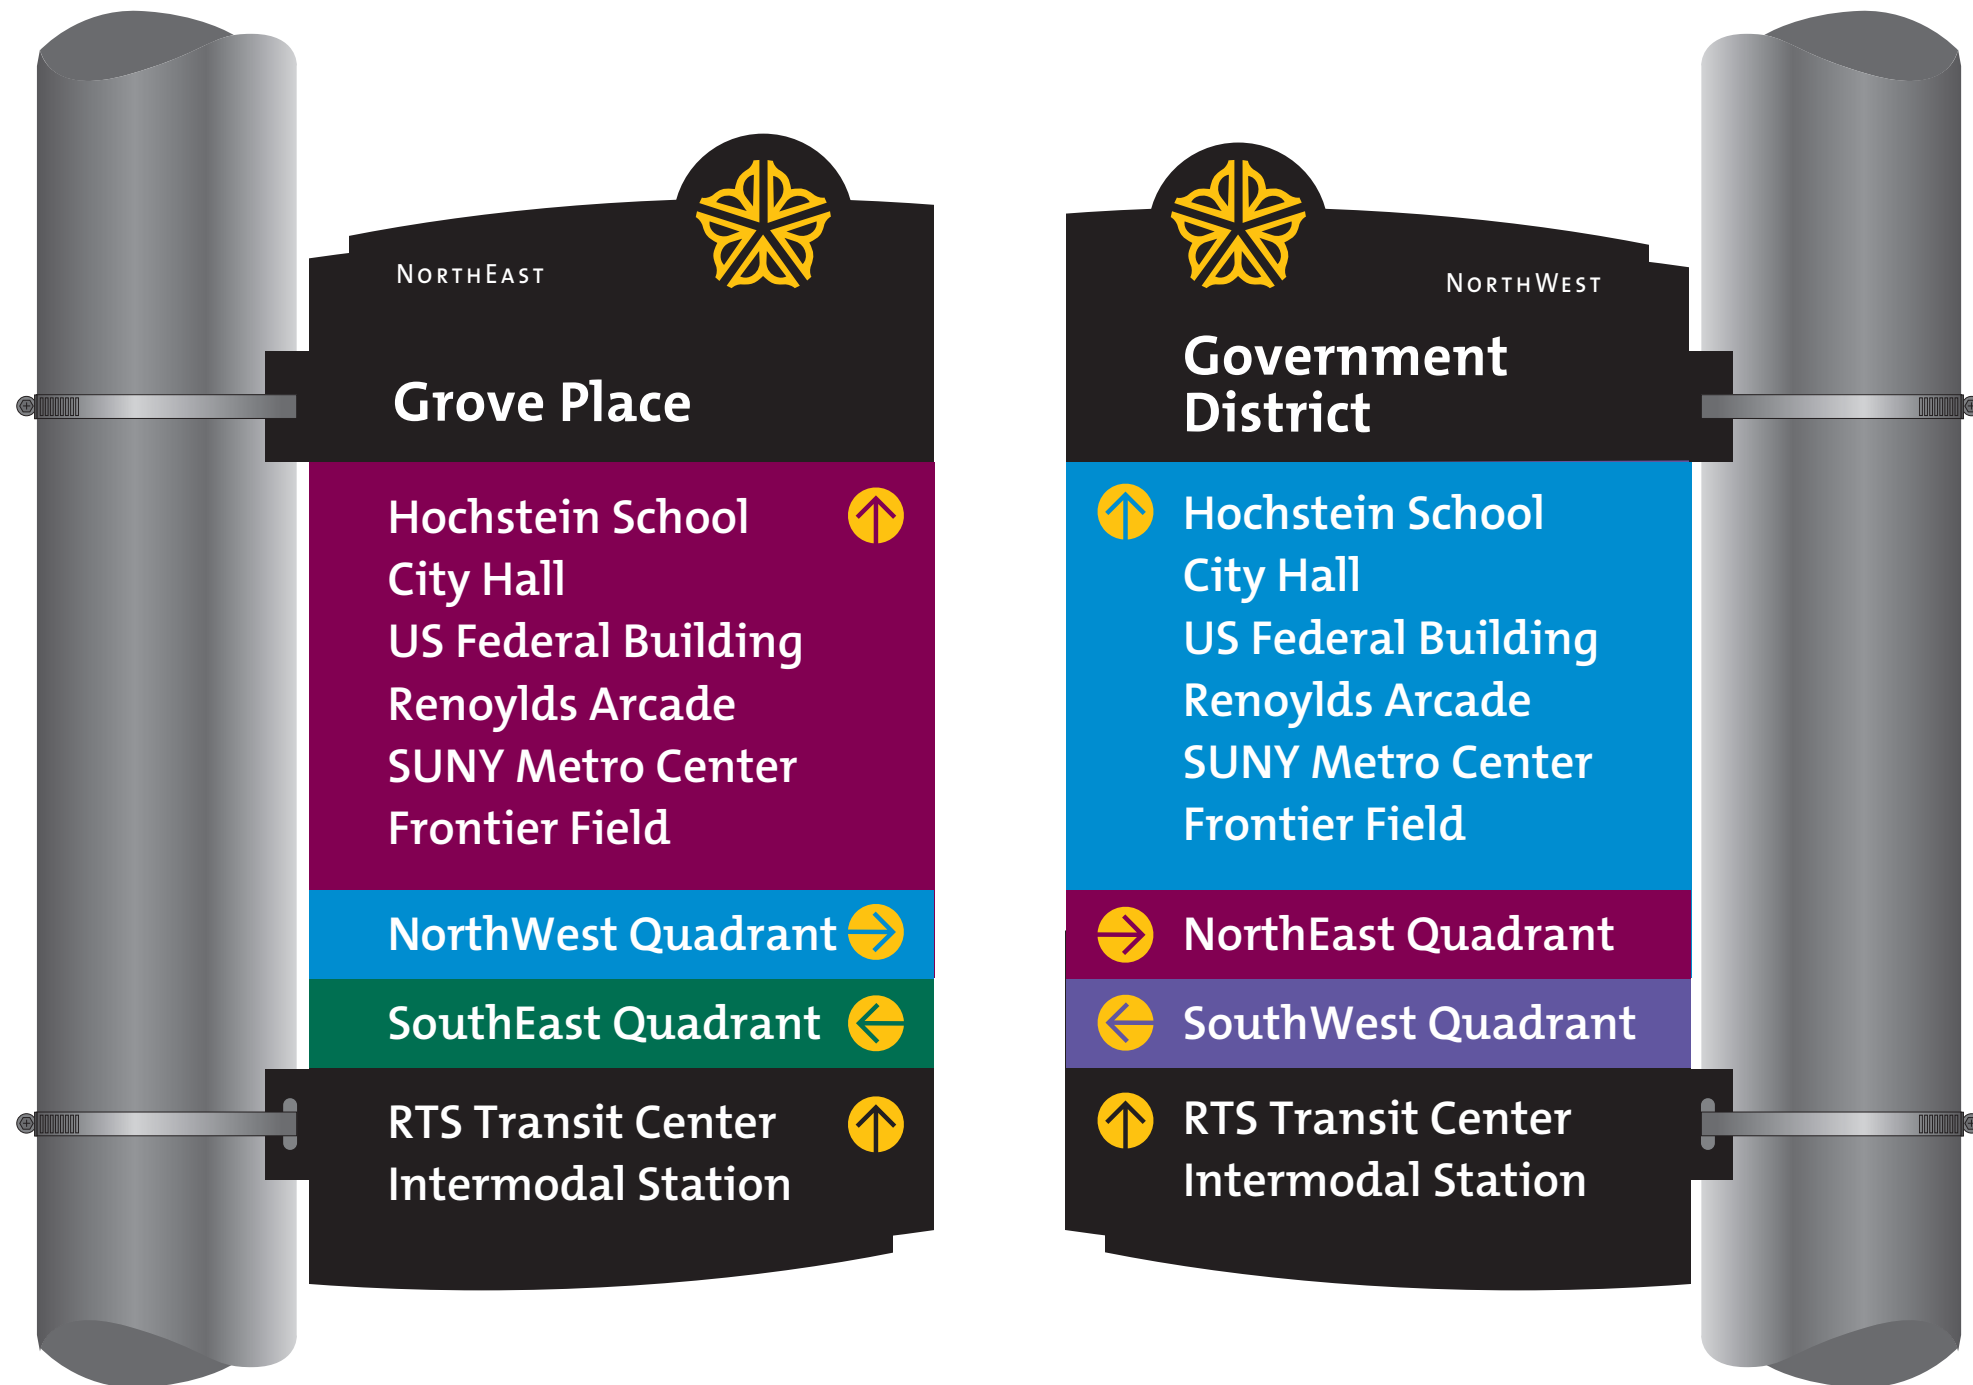 NorthEast
Grove Place
Hochstein School
City Hall
US Federal Building
Renoylds Arcade
SUNY Metro Center
Frontier Field
NorthWest Quadrant
SouthEast Quadrant
RTS Transit Center
Intermodal Station
NorthWest
Government
District
Hochstein School
City Hall
US Federal Building
Renoylds Arcade
SUNY Metro Center
Frontier Field
NorthEast Quadrant
SouthWest Quadrant
RTS Transit Center
Intermodal Station